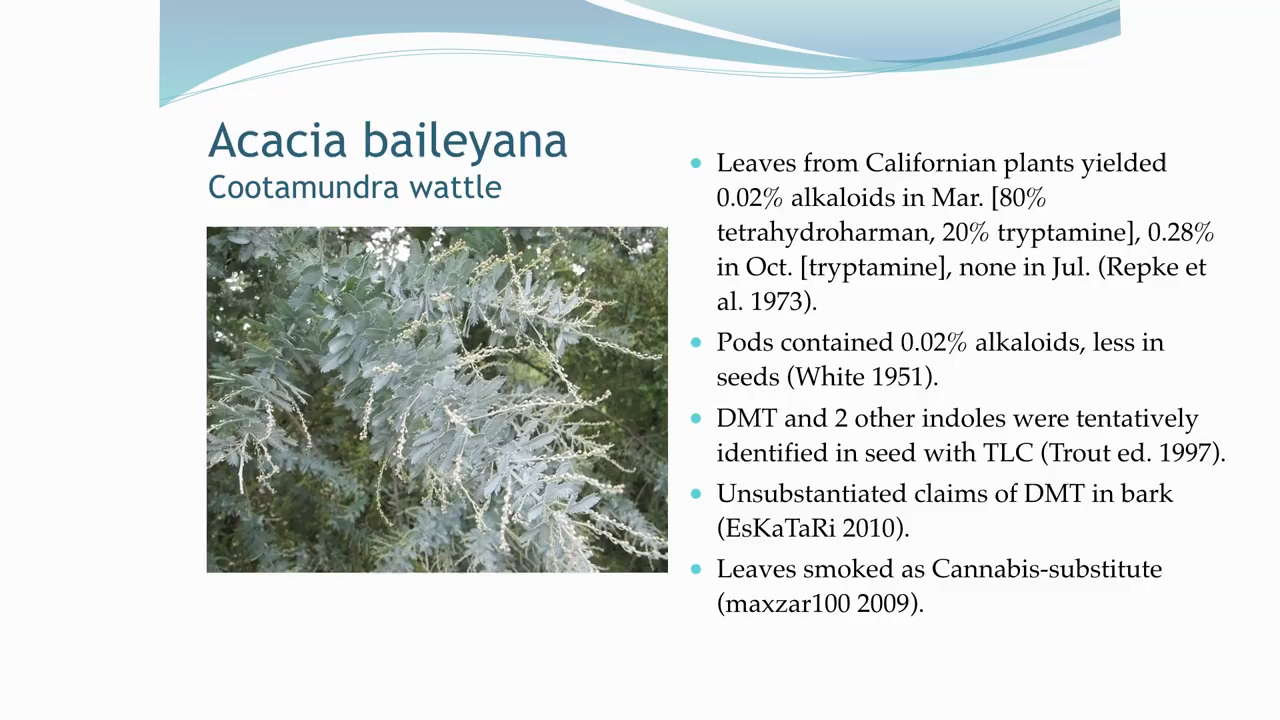 Acacia baileyana
Cootamundra wattle
• Leaves from Californian plants yielded
0.02% alkaloids in Mar. [80%
tetrahydroharman, 20% tryptamine], 0.28%
in Oct. [tryptamine], none in Jul. (Repke et
al. 1973).
• Pods contained 0.02% alkaloids, less in
seeds (White 1951).
• DMT and 2 other indoles were tentatively
identified in seed with TLC (Trout ed. 1997).
• Unsubstantiated claims of DMT in bark
(EsKaTaRi 2010).
• Leaves smoked as Cannabis-substitute
(maxzar100 2009).